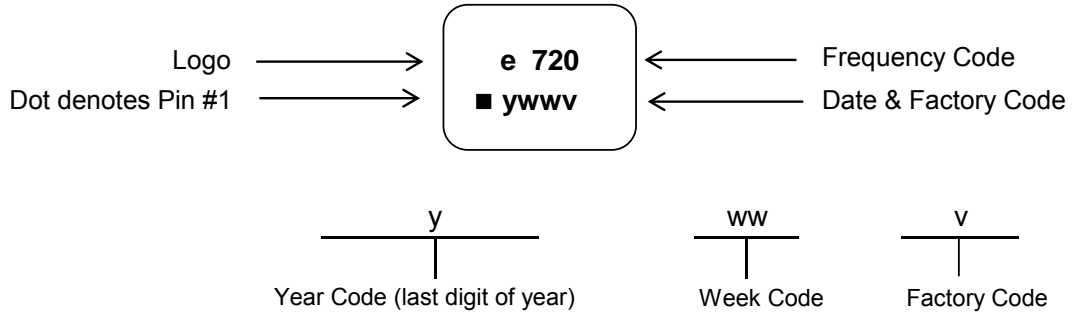 Logo e 720 Frequency Code
Dot denotes Pin #1 ■ ywwv Date & Factory Code
y ww v
Year Code (last digit of year) Week Code Factory Code